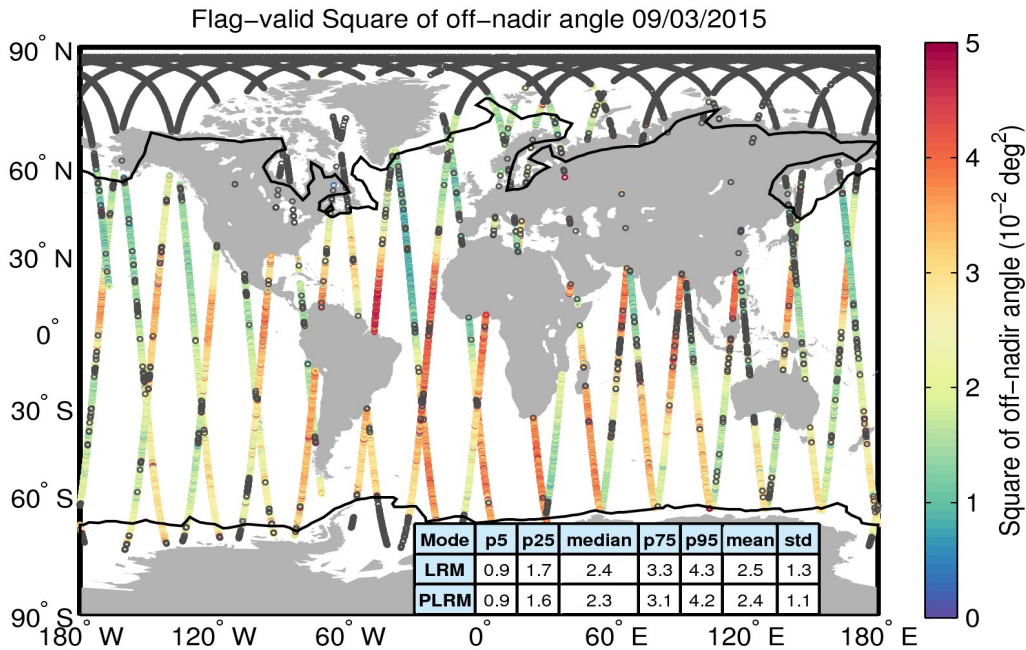 Flag−valid Square of off−nadir angle 09/03/2015
90° N
60° N
30° N
0°
30° S
60° S
90° S
180° W
120° W
60° W
0°
60° E
120° E
180° E
Mode p5 p25 median p75 p95 mean std
LRM 0.9 1.7 2.4 3.3 4.3 2.5 1.3
PLRM 0.9 1.6 2.3 3.1 4.2 2.4 1.1
5
4
3
2
1
0
Square of off−nadir angle (10⁻² deg²)